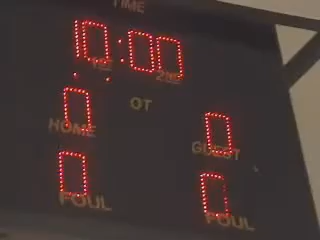 TIME
10:00
1ST 2ND
0 OT
HOME 0
GUEST
0 0
FOUL FOUL